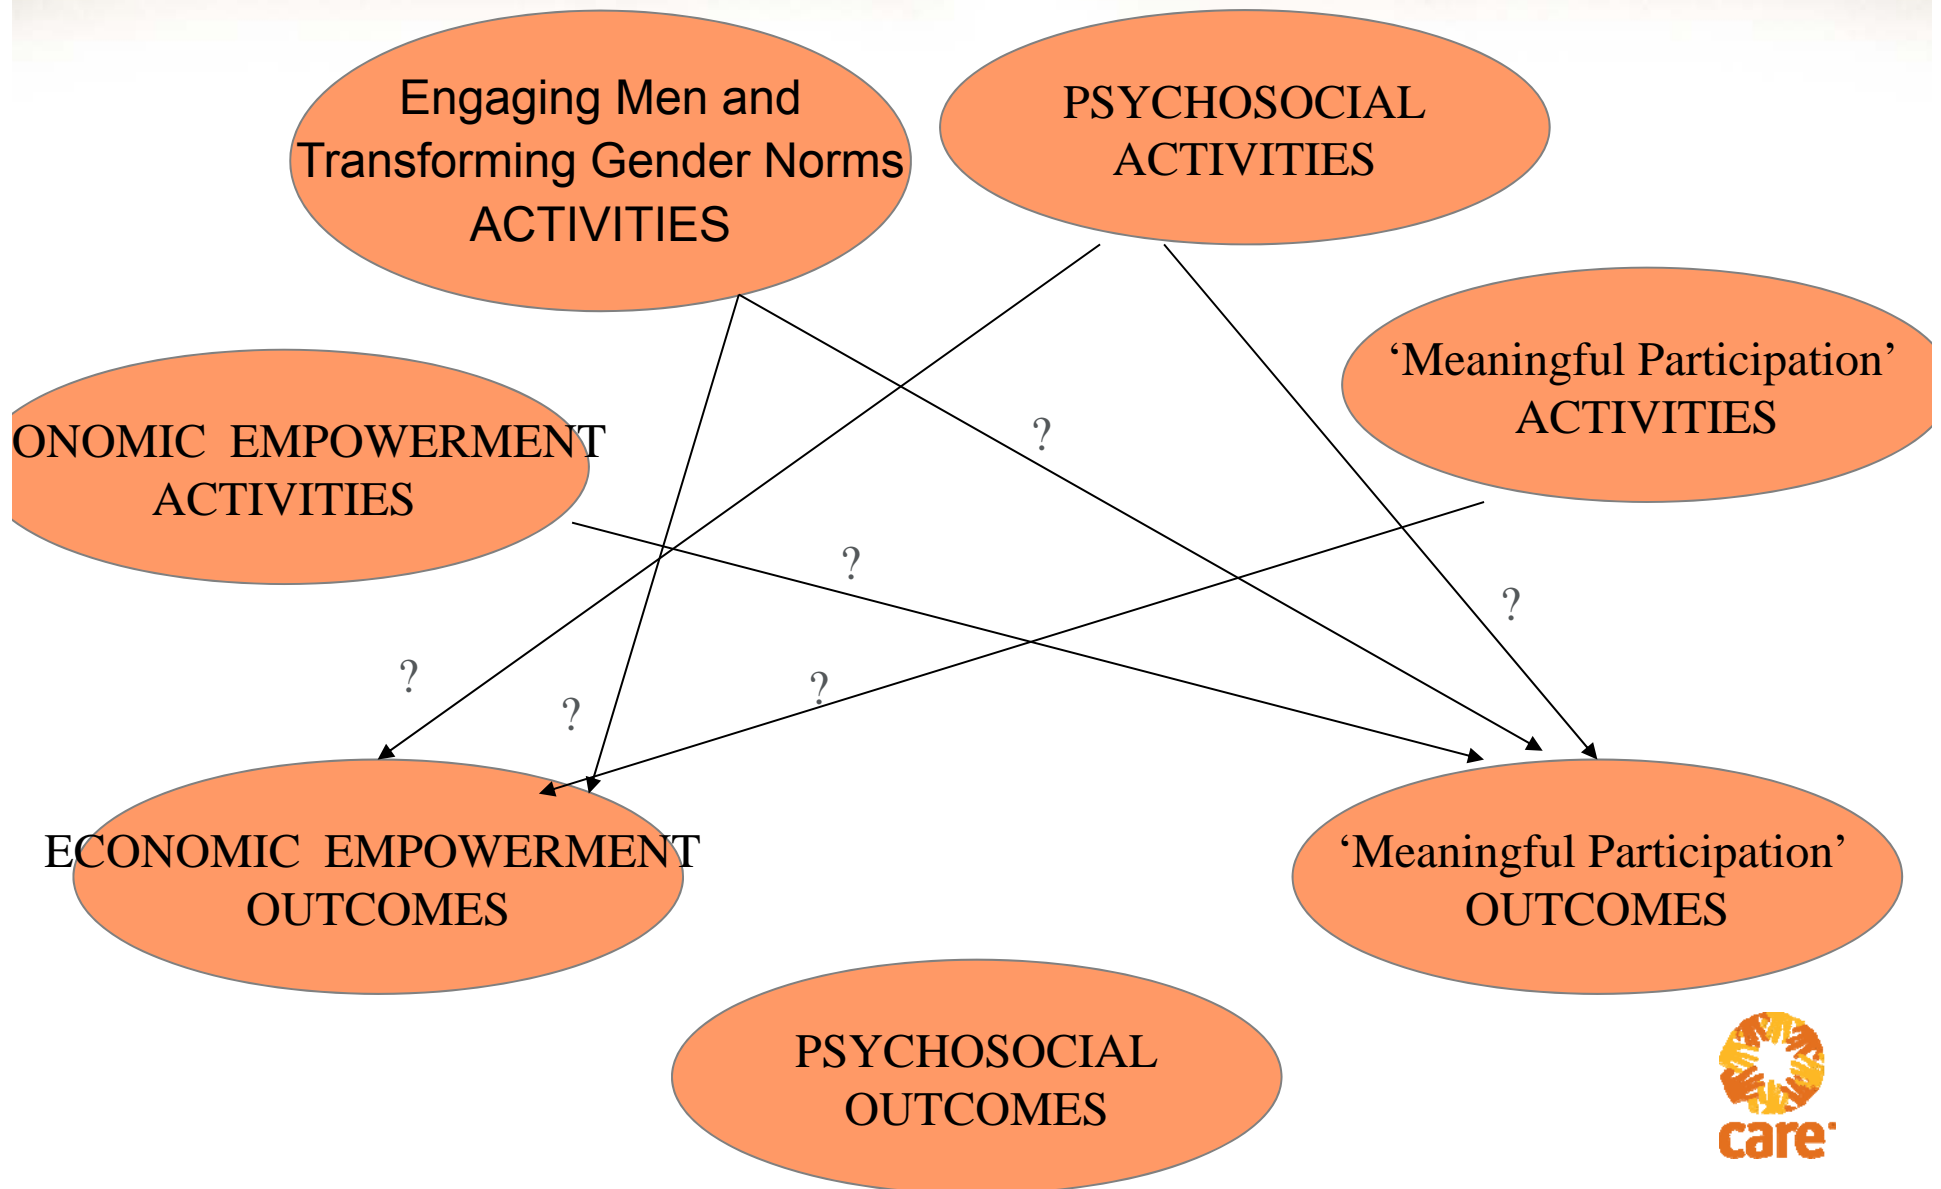 Engaging Men and
Transforming Gender Norms
ACTIVITIES
PSYCHOSOCIAL
ACTIVITIES
‘Meaningful Participation’
ACTIVITIES
ONOMIC EMPOWERMENT
ACTIVITIES
?
?
?
?
?
?
ECONOMIC EMPOWERMENT
OUTCOMES
‘Meaningful Participation’
OUTCOMES
PSYCHOSOCIAL
OUTCOMES
care